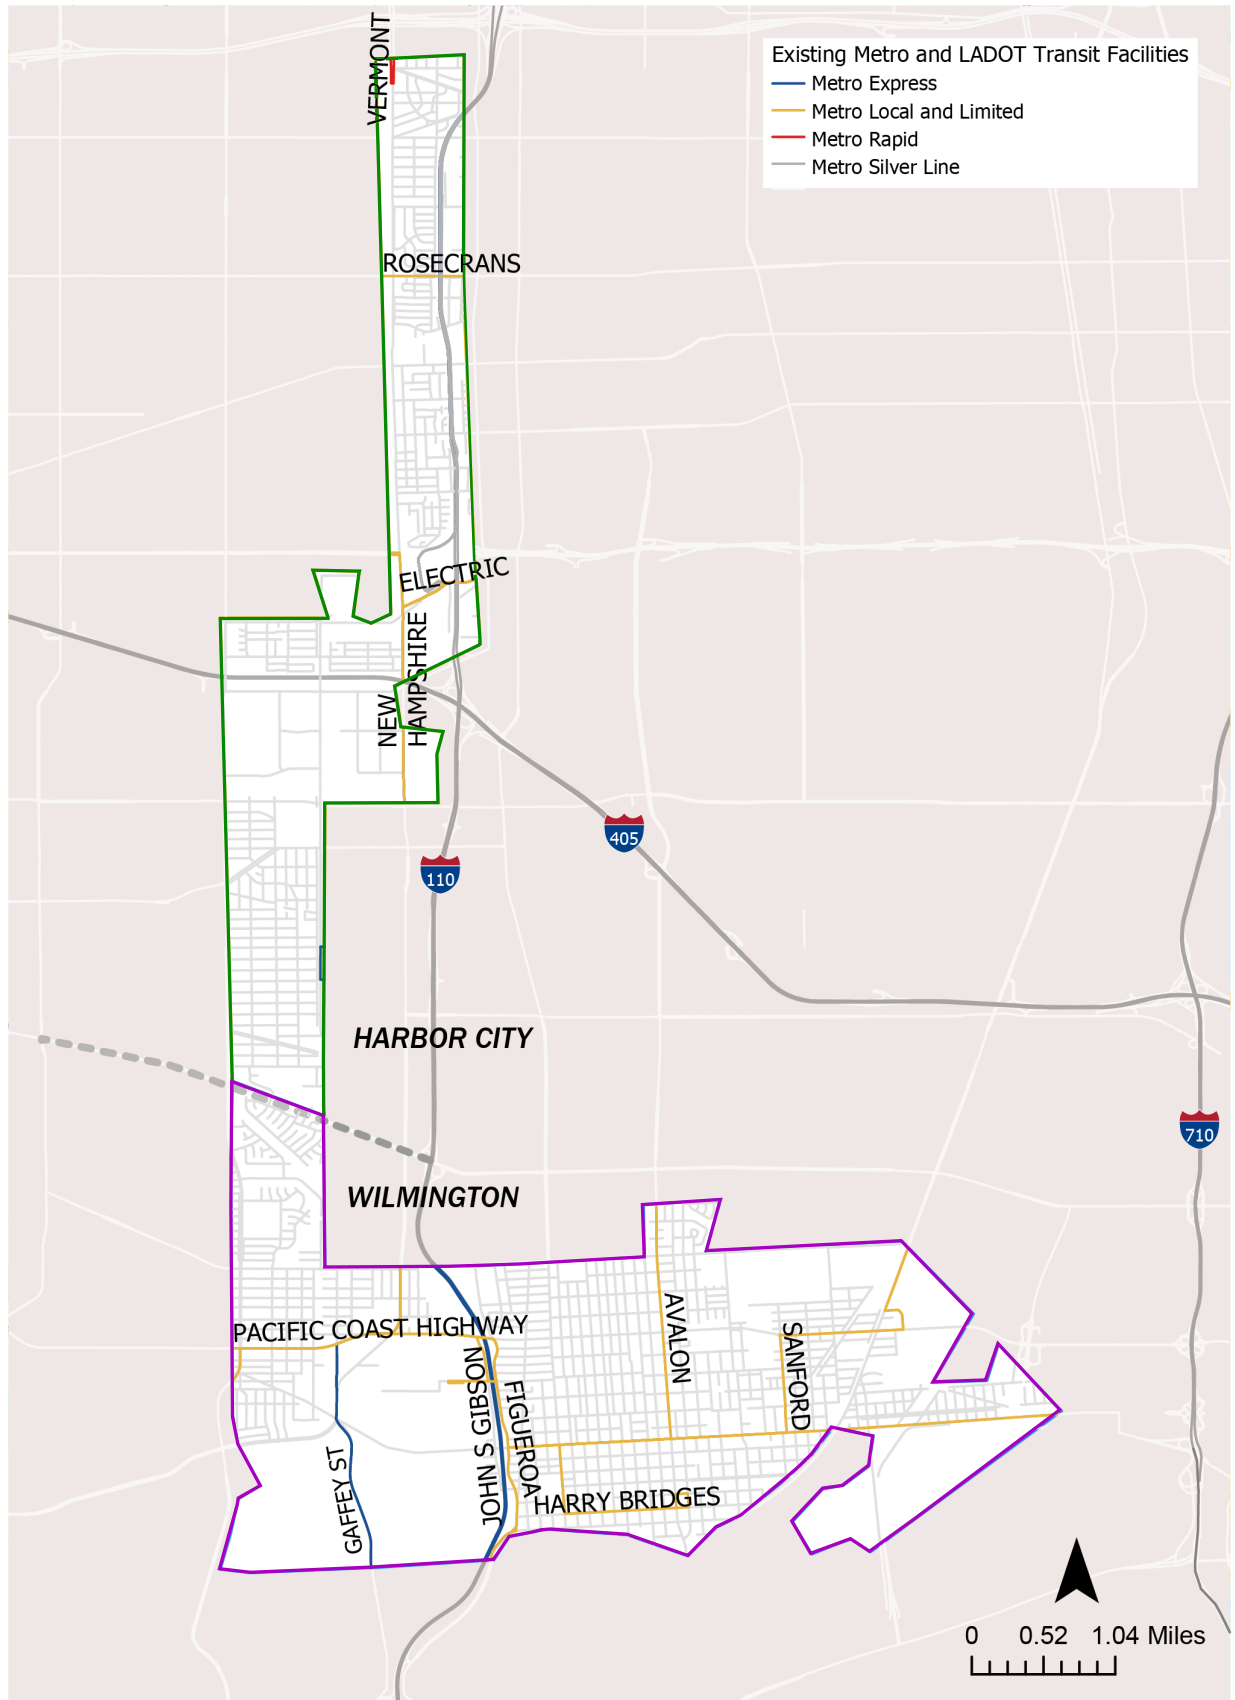 VERMONT
Existing Metro and LADOT Transit Facilities
Metro Express
Metro Local and Limited
Metro Rapid
Metro Silver Line
ROSECRANS
ELECTRIC
NEW
HAMPSHIRE
405
110
HARBOR CITY
710
WILMINGTON
PACIFIC COAST HIGHWAY
AVALON
SANFORD
JOHN S GIBSON
FIGUEROA
GAFFEY ST
HARRY BRIDGES
0 0.52 1.04 Miles